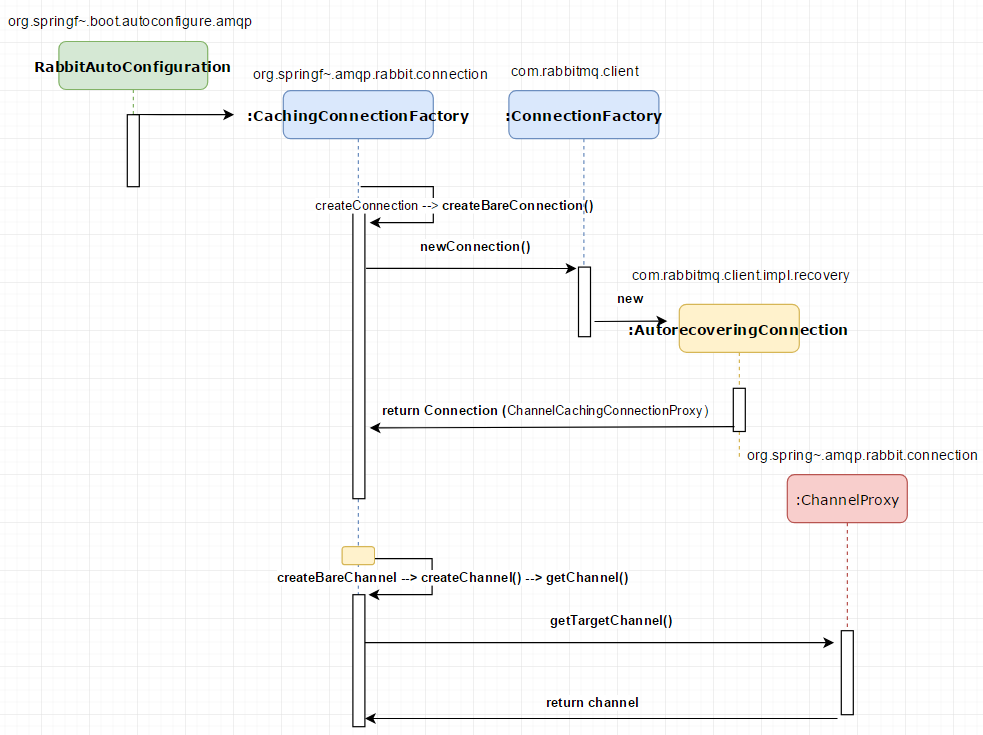 org.springf~.boot.autoconfigure.amqp
RabbitAutoConfiguration
org.springf~.amqp.rabbit.connection
com.rabbitmq.client
:CachingConnectionFactory
:ConnectionFactory
createConnection --> createBareConnection()
newConnection()
com.rabbitmq.client.impl.recovery
new
:AutorecoveringConnection
return Connection (ChannelCachingConnectionProxy)
org.spring~.amqp.rabbit.connection
:ChannelProxy
createBareChannel --> createChannel() --> getChannel()
getTargetChannel()
return channel